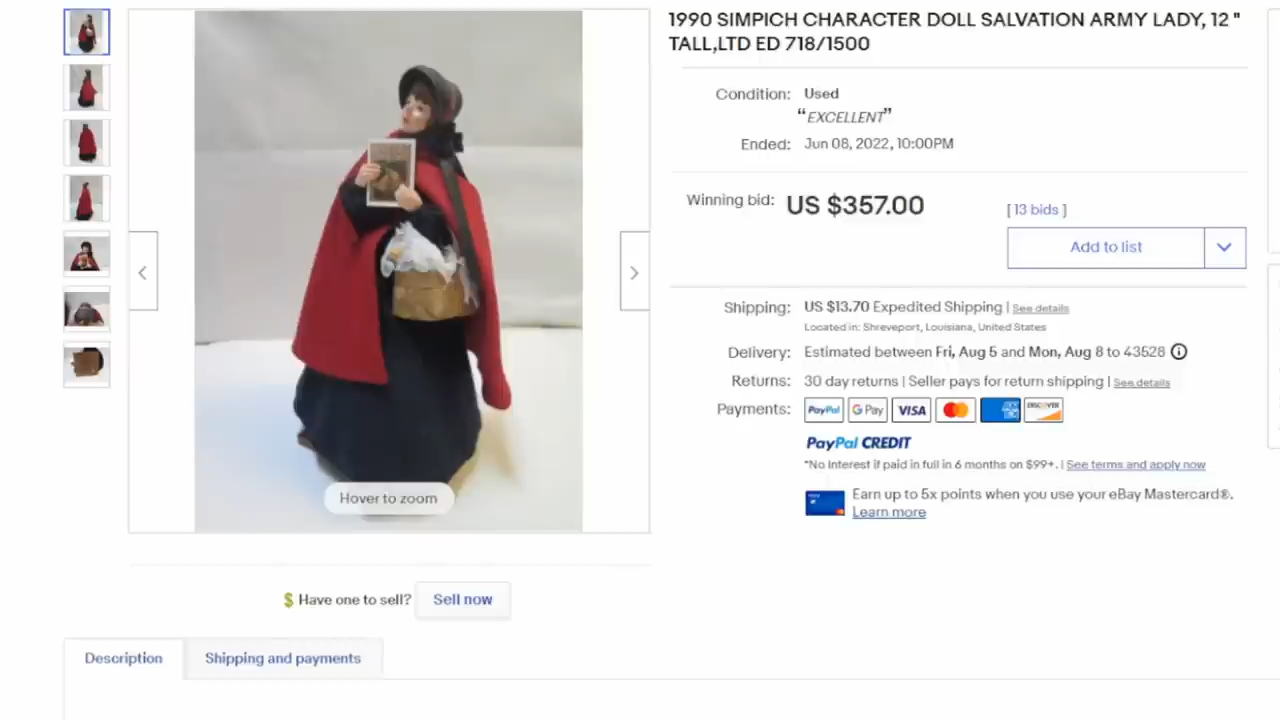 1990 SIMPICH CHARACTER DOLL SALVATION ARMY LADY, 12 "
TALL,LTD ED 718/1500
Condition: Used
“EXCELLENT”
Ended: Jun 08, 2022, 10:00PM
Winning bid: US $357.00 [ 13 bids ]
Add to list
Shipping: US $13.70 Expedited Shipping | See details
Located in: Shreveport, Louisiana, United States
Delivery: Estimated between Fri, Aug 5 and Mon, Aug 8 to 43528
Returns: 30 day returns | Seller pays for return shipping | See details
Payments: PayPal G Pay VISA DISCOVER
PayPal CREDIT
*No Interest if paid in full in 6 months on $99+. | See terms and apply now
Earn up to 5x points when you use your eBay Mastercard®.
Learn more
Hover to zoom
$ Have one to sell? Sell now
Description Shipping and payments